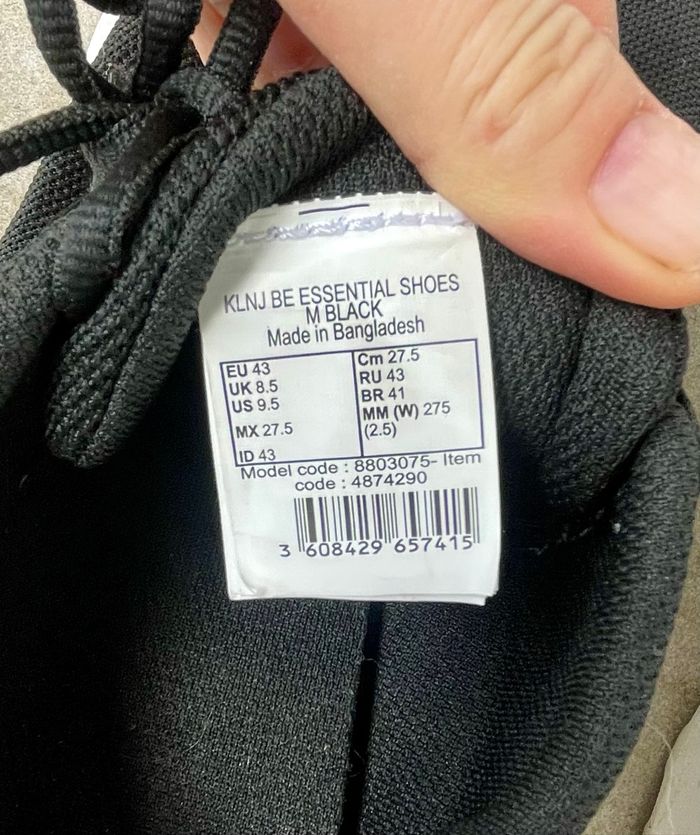 KLNJ BE ESSENTIAL SHOES
M BLACK
Made in Bangladesh
EU 43
UK 8.5
US 9.5
MX 27.5
ID 43
Cm 27.5
RU 43
BR 41
MM (W) 275
(2.5)
Model code : 8803075- Item
code : 4874290
3 608429 657415